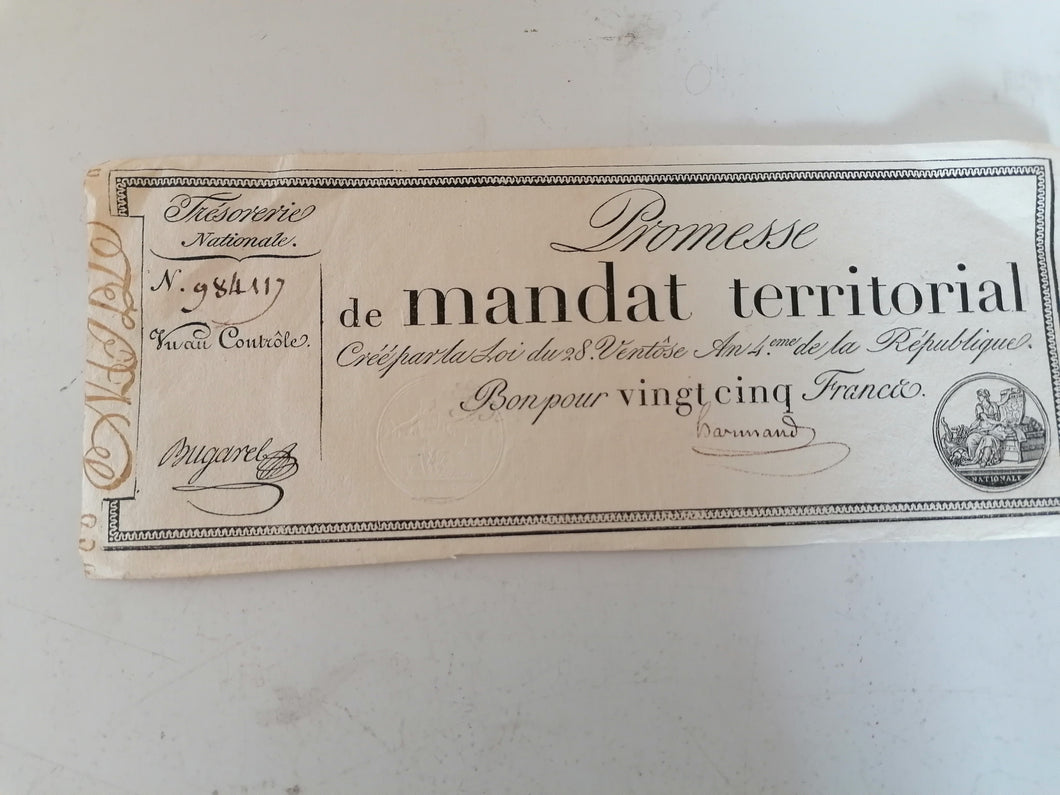 Trésorerie
Nationale.
N. 984117
Vu au Contrôle.
Bugarel
Promesse
de mandat territorial
Créé par la Loi du 28. Ventôse An 4.eme de la République.
Bon pour vingt cinq Francs.
harmand
NATIONALE